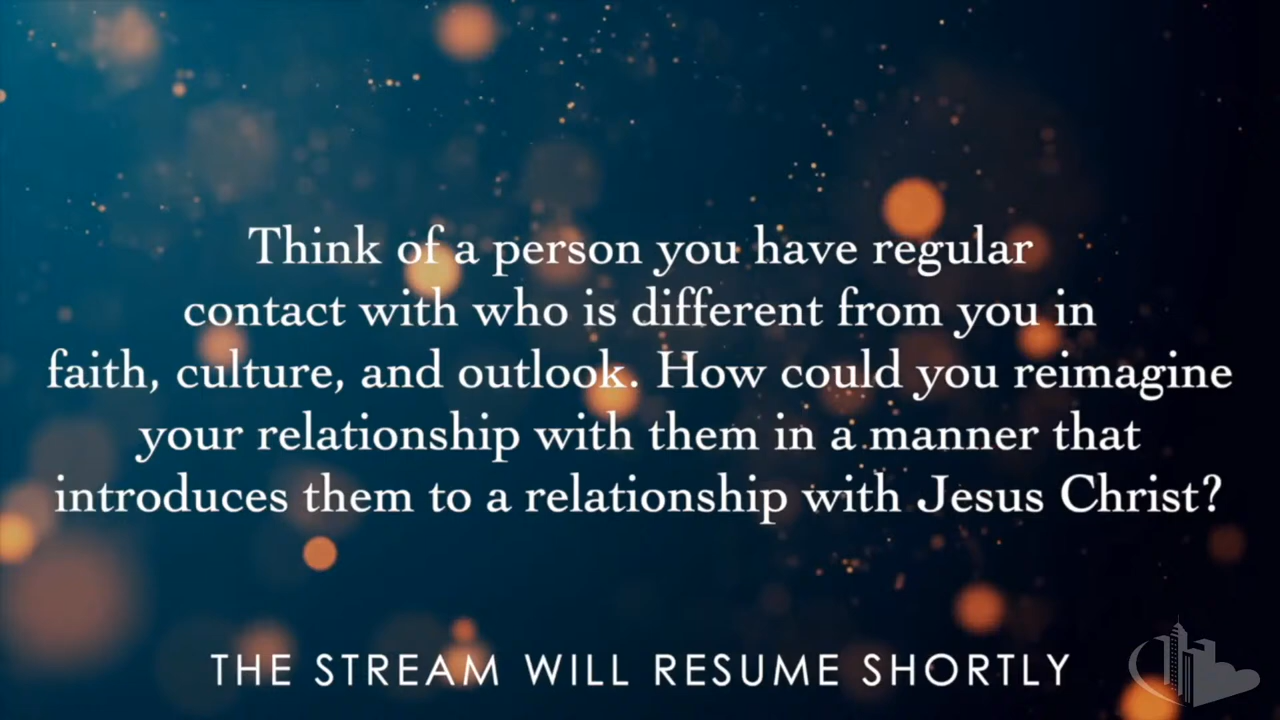 Think of a person you have regular
contact with who is different from you in
faith, culture, and outlook. How could you reimagine
your relationship with them in a manner that
introduces them to a relationship with Jesus Christ?
THE STREAM WILL RESUME SHORTLY